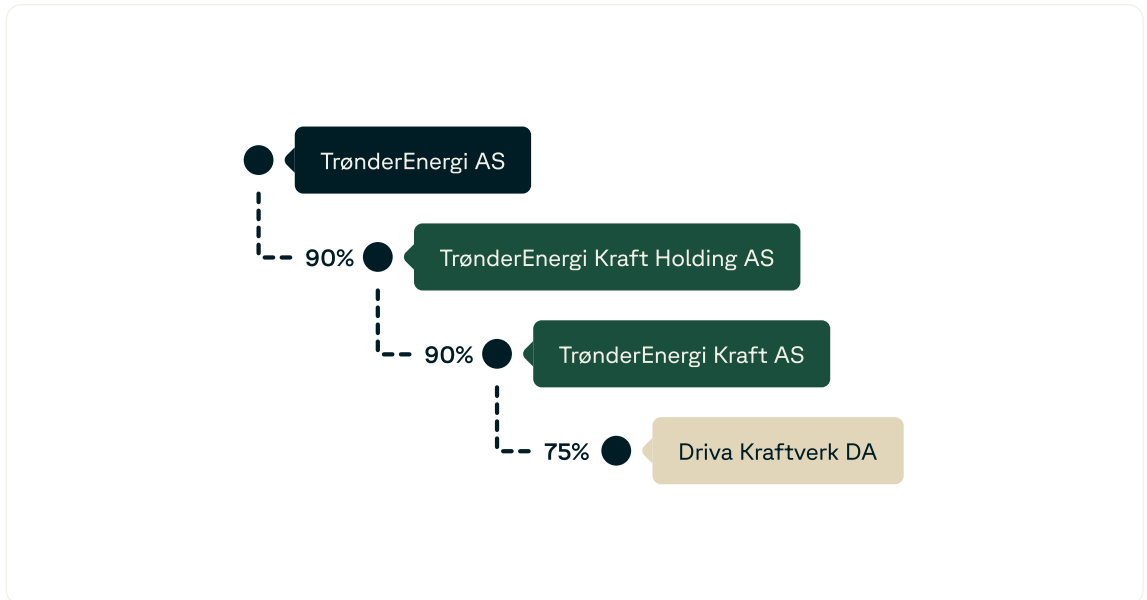 TrønderEnergi AS
90% TrønderEnergi Kraft Holding AS
90% TrønderEnergi Kraft AS
75% Driva Kraftverk DA